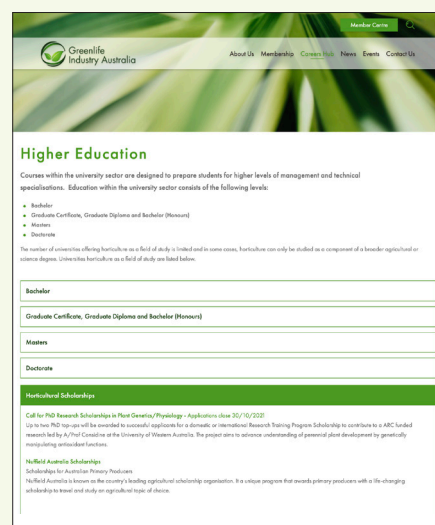 Member Centre
Greenlife
Industry Australia
About Us Membership Careers Hub News Events Contact Us
Higher Education
Courses within the university sector are designed to prepare students for higher levels of management and technical
specialisations. Education within the university sector consists of the following levels:
Bachelor
Graduate Certificate, Graduate Diploma and Bachelor (Honours)
Masters
Doctorate
The number of universities offering horticulture as a field of study is limited and in some cases, horticulture can only be studied as a component of a broader agricultural or
science degree. Universities horticulture as a field of study are listed below.
Bachelor
Graduate Certificate, Graduate Diploma and Bachelor (Honours)
Masters
Doctorate
Horticultural Scholarships
Call for PhD Research Scholarships in Plant Genetics/Physiology - Applications close 30/10/2021
Up to two PhD top-ups will be awarded to successful applicants for a domestic or international Research Training Program Scholarship to contribute to a ARC funded
research led by A/Prof Considine at the University of Western Australia. The project aims to advance understanding of perennial plant development by genetically
manipulating antioxidant functions.
Nuffield Australia Scholarships
Scholarships for Australian Primary Producers
Nuffield Australia is known as the country's leading agricultural scholarship organisation. It a unique program that awards primary producers with a life-changing
scholarship to travel and study an agricultural topic of choice.